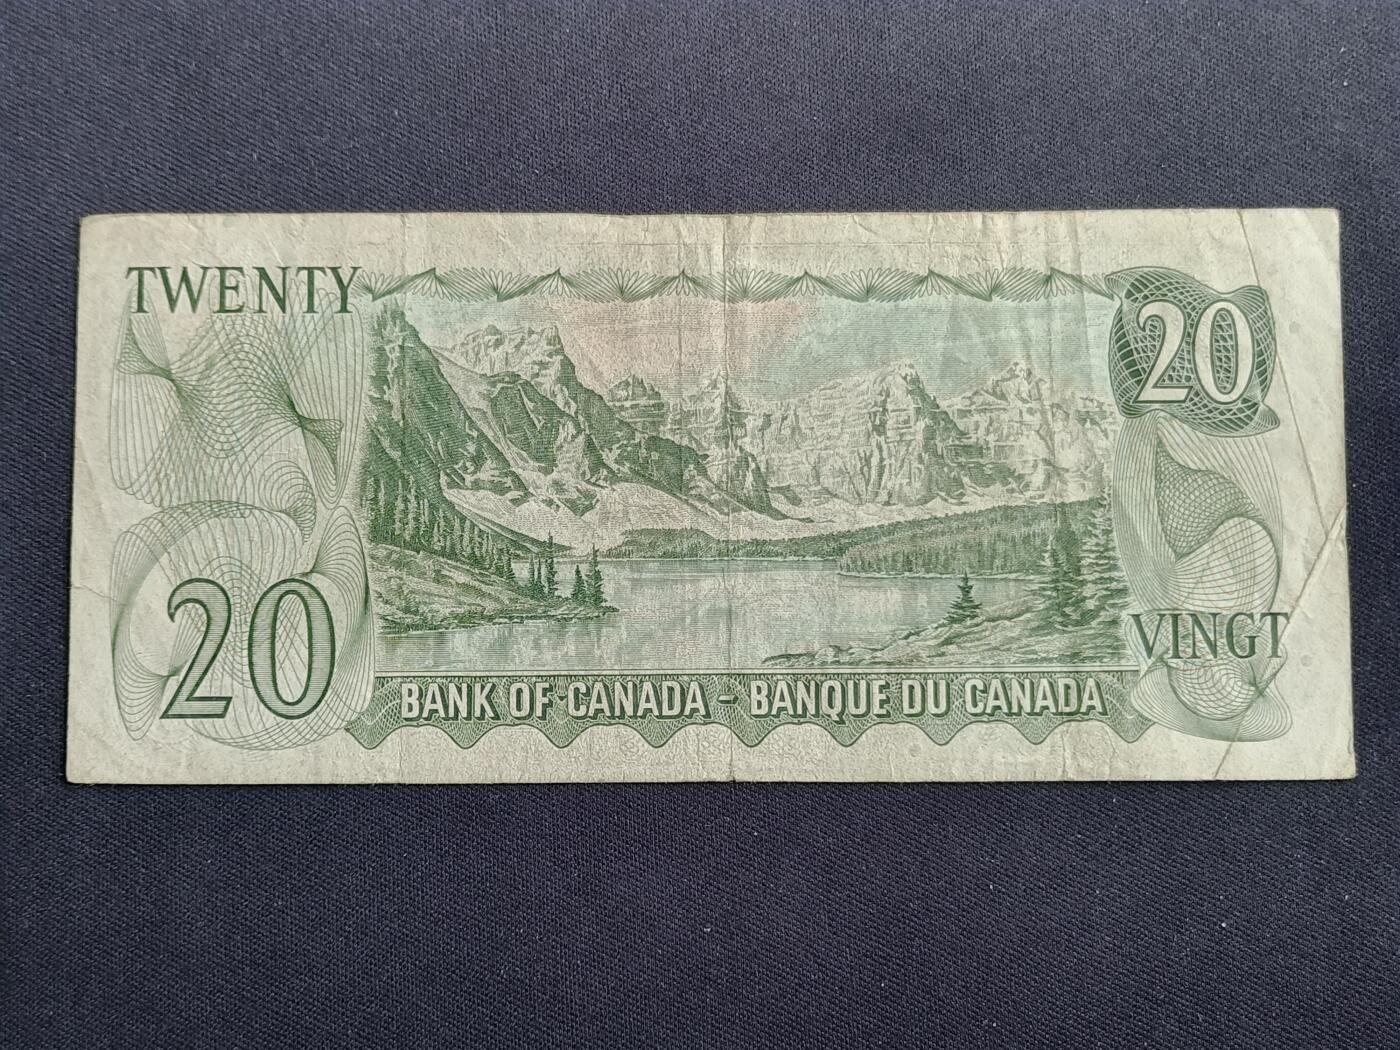 TWENTY
20
20
VINGT
BANK OF CANADA - BANQUE DU CANADA